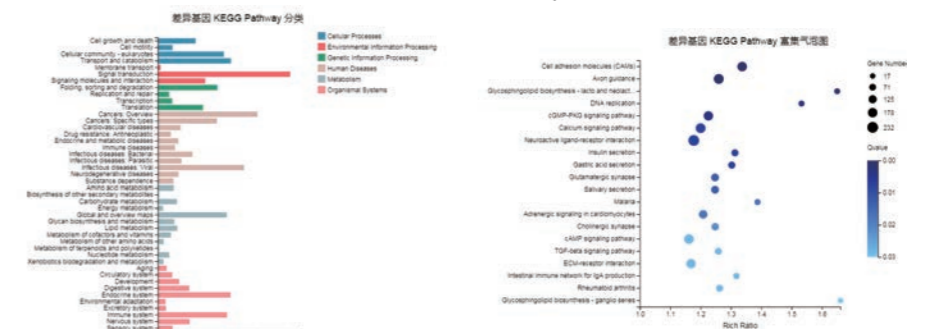 差异基因 KEGG Pathway 分类
Cell growth and death
Cell motility
Cellular community - eukaryotes
Transport and catabolism
Membrane transport
Signal transduction
Signaling molecules and interaction
Folding, sorting and degradation
Replication and repair
Transcription
Translation
Cancers: Overview
Cancers: Specific types
Cardiovascular diseases
Drug resistance: Antineoplastic
Endocrine and metabolic diseases
Immune diseases
Infectious diseases: Bacterial
Infectious diseases: Parasitic
Infectious diseases: Viral
Neurodegenerative diseases
Substance dependence
Amino acid metabolism
Biosynthesis of other secondary metabolites
Carbohydrate metabolism
Energy metabolism
Global and overview maps
Glycan biosynthesis and metabolism
Lipid metabolism
Metabolism of cofactors and vitamins
Metabolism of other amino acids
Metabolism of terpenoids and polyketides
Nucleotide metabolism
Xenobiotics biodegradation and metabolism
Aging
Circulatory system
Development
Digestive system
Endocrine system
Environmental adaptation
Excretory system
Immune system
Nervous system
Sensory system
Cellular Processes
Environmental Information Processing
Genetic Information Processing
Human Diseases
Metabolism
Organismal Systems
差异基因 KEGG Pathway 富集气泡图
Cell adhesion molecules (CAMs)
Axon guidance
Glycosphingolipid biosynthesis - lacto and neolact...
DNA replication
cGMP-PKG signaling pathway
Calcium signaling pathway
Neuroactive ligand-receptor interaction
Insulin secretion
Gastric acid secretion
Glutamatergic synapse
Salivary secretion
Malaria
Adrenergic signaling in cardiomyocytes
Cholinergic synapse
cAMP signaling pathway
TGF-beta signaling pathway
ECM-receptor interaction
Intestinal immune network for IgA production
Rheumatoid arthritis
Glycosphingolipid biosynthesis - ganglio series
1.0 1.1 1.2 1.3 1.4 1.5 1.6
Rich Ratio
Gene Number
17
71
125
178
232
Qvalue
0.00
0.01
0.02
0.03